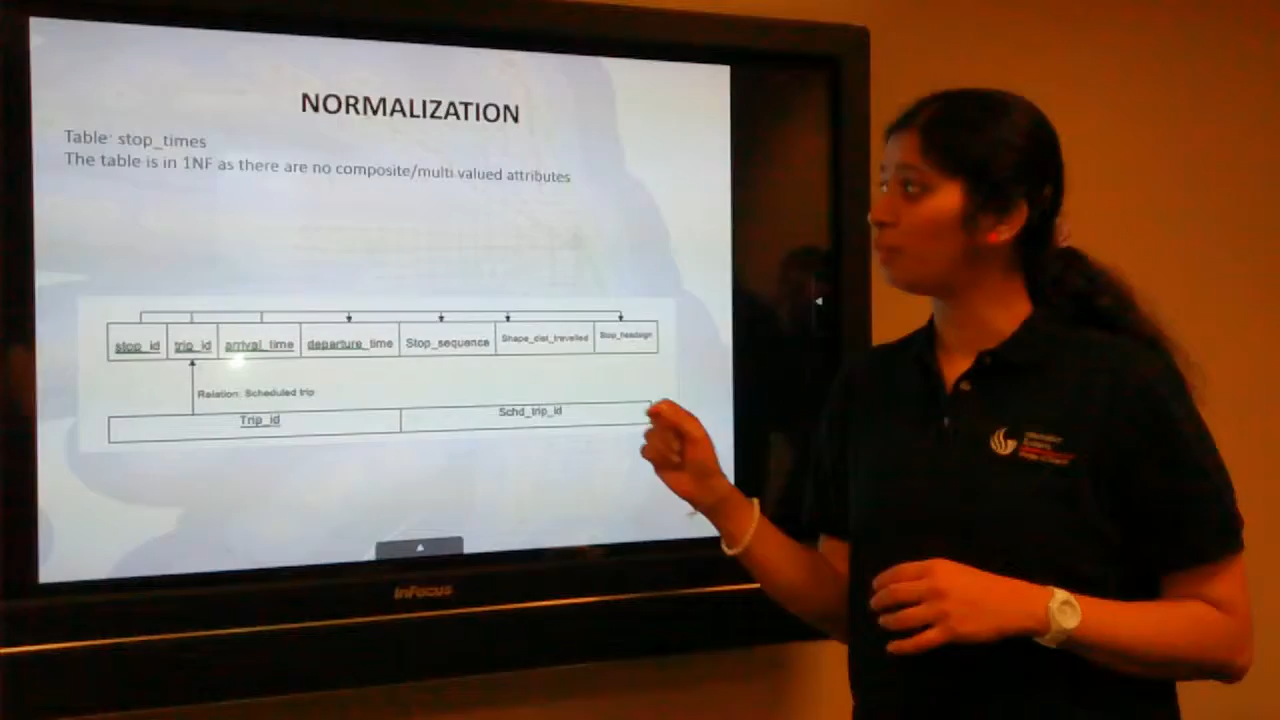 NORMALIZATION
Table: stop_times
The table is in 1NF as there are no composite/multi valued attributes
stop_id trip_id arrival_time departure_time Stop_sequence Shape_dist_travelled Stop_headsign
Relation: Scheduled trip
Trip_id Schd_trip_id
InFocus